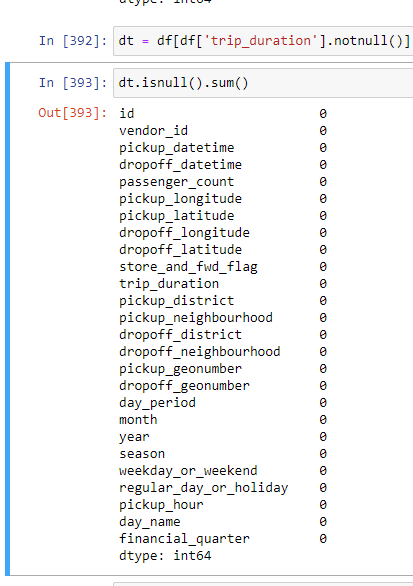 dtype: int64
In [392]: dt = df[df['trip_duration'].notnull()]
In [393]: dt.isnull().sum()
Out[393]: id 0
vendor_id 0
pickup_datetime 0
dropoff_datetime 0
passenger_count 0
pickup_longitude 0
pickup_latitude 0
dropoff_longitude 0
dropoff_latitude 0
store_and_fwd_flag 0
trip_duration 0
pickup_district 0
pickup_neighbourhood 0
dropoff_district 0
dropoff_neighbourhood 0
pickup_geonumber 0
dropoff_geonumber 0
day_period 0
month 0
year 0
season 0
weekday_or_weekend 0
regular_day_or_holiday 0
pickup_hour 0
day_name 0
financial_quarter 0
dtype: int64